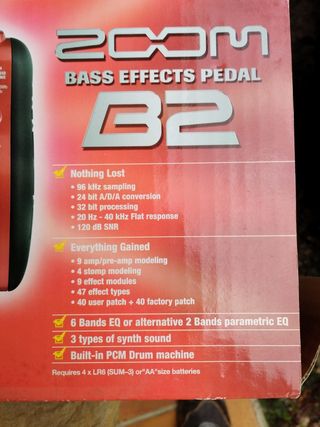 ZOOM
BASS EFFECTS PEDAL
B2
Nothing Lost
• 96 kHz sampling
• 24 bit A/D/A conversion
• 32 bit processing
• 20 Hz - 40 kHz Flat response
• 120 dB SNR
Everything Gained
• 9 amp/pre-amp modeling
• 4 stomp modeling
• 9 effect modules
• 47 effect types
• 40 user patch + 40 factory patch
6 Bands EQ or alternative 2 Bands parametric EQ
3 types of synth sound
Built-in PCM Drum machine
Requires 4 x LR6 (SUM-3) or"AA"size batteries